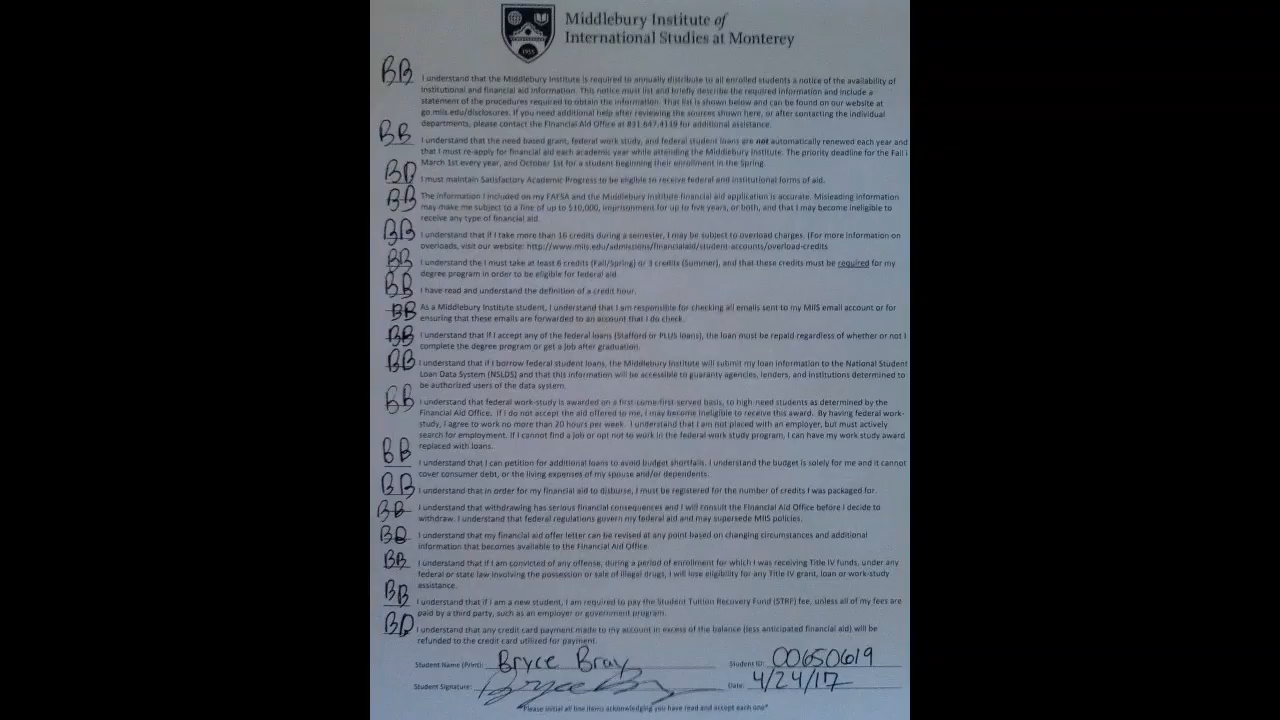 Middlebury Institute of
International Studies at Monterey
1955
BB I understand that the Middlebury Institute is required to annually distribute to all enrolled students a notice of the availability of
institutional and financial aid information. This notice must list and briefly describe the required information and include a
statement of the procedures required to obtain the information. That list is shown below and can be found on our website at
go.miis.edu/disclosures. If you need additional help after reviewing the sources shown here, or after contacting the individual
departments, please contact the Financial Aid Office at 831.647.4119 for additional assistance.
BB I understand that the need based grant, federal work study, and federal student loans are not automatically renewed each year and
that I must re-apply for financial aid each academic year while attending the Middlebury Institute. The priority deadline for the Fall i
March 1st every year, and October 1st for a student beginning their enrollment in the Spring.
BB I must maintain Satisfactory Academic Progress to be eligible to receive federal and institutional forms of aid.
BB The information I included on my FAFSA and the Middlebury Institute financial aid application is accurate. Misleading information
may make me subject to a fine of up to $10,000, imprisonment for up to five years, or both, and that I may become ineligible to
receive any type of financial aid.
BB I understand that if I take more than 16 credits during a semester, I may be subject to overload charges. (For more information on
overloads, visit our website: http://www.miis.edu/admissions/financialaid/student-accounts/overload-credits
BB I understand the I must take at least 6 credits (Fall/Spring) or 3 credits (Summer), and that these credits must be required for my
degree program in order to be eligible for federal aid.
BB I have read and understand the definition of a credit hour.
BB As a Middlebury Institute student, I understand that I am responsible for checking all emails sent to my MIIS email account or for
ensuring that these emails are forwarded to an account that I do check.
BB I understand that if I accept any of the federal loans (Stafford or PLUS loans), the loan must be repaid regardless of whether or not I
complete the degree program or get a job after graduation.
BB I understand that if I borrow federal student loans, the Middlebury Institute will submit my loan information to the National Student
Loan Data System (NSLDS) and that this information will be accessible to guaranty agencies, lenders, and institutions determined to
be authorized users of the data system.
BB I understand that federal work-study is awarded on a first-come-first-served basis, to high need students as determined by the
Financial Aid Office. If I do not accept the aid offered to me, I may become ineligible to receive this award. By having federal work-
study, I agree to work no more than 20 hours per week. I understand that I am not placed with an employer, but must actively
search for employment. If I cannot find a job or opt not to work in the federal work study program, I can have my work study award
replaced with loans.
BB I understand that I can petition for additional loans to avoid budget shortfalls. I understand the budget is solely for me and it cannot
cover consumer debt, or the living expenses of my spouse and/or dependents.
BB I understand that in order for my financial aid to disburse, I must be registered for the number of credits I was packaged for.
BB I understand that withdrawing has serious financial consequences and I will consult the Financial Aid Office before I decide to
withdraw. I understand that federal regulations govern my federal aid and may supersede MIIS policies.
BB I understand that my financial aid offer letter can be revised at any point based on changing circumstances and additional
information that becomes available to the Financial Aid Office.
BB I understand that if I am convicted of any offense, during a period of enrollment for which I was receiving Title IV funds, under any
federal or state law involving the possession or sale of illegal drugs, I will lose eligibility for any Title IV grant, loan or work-study
assistance.
BB I understand that if I am a new student, I am required to pay the Student Tuition Recovery Fund (STRF) fee, unless all of my fees are
paid by a third party, such as an employer or government program.
BB I understand that any credit card payment made to my account in excess of the balance (less anticipated financial aid) will be
refunded to the credit card utilized for payment.
Student Name (Print): Bryce Bray Student ID: 00650619
Student Signature: Bryce Bray Date: 4/24/17
*Please initial all line items acknowledging you have read and accept each one*